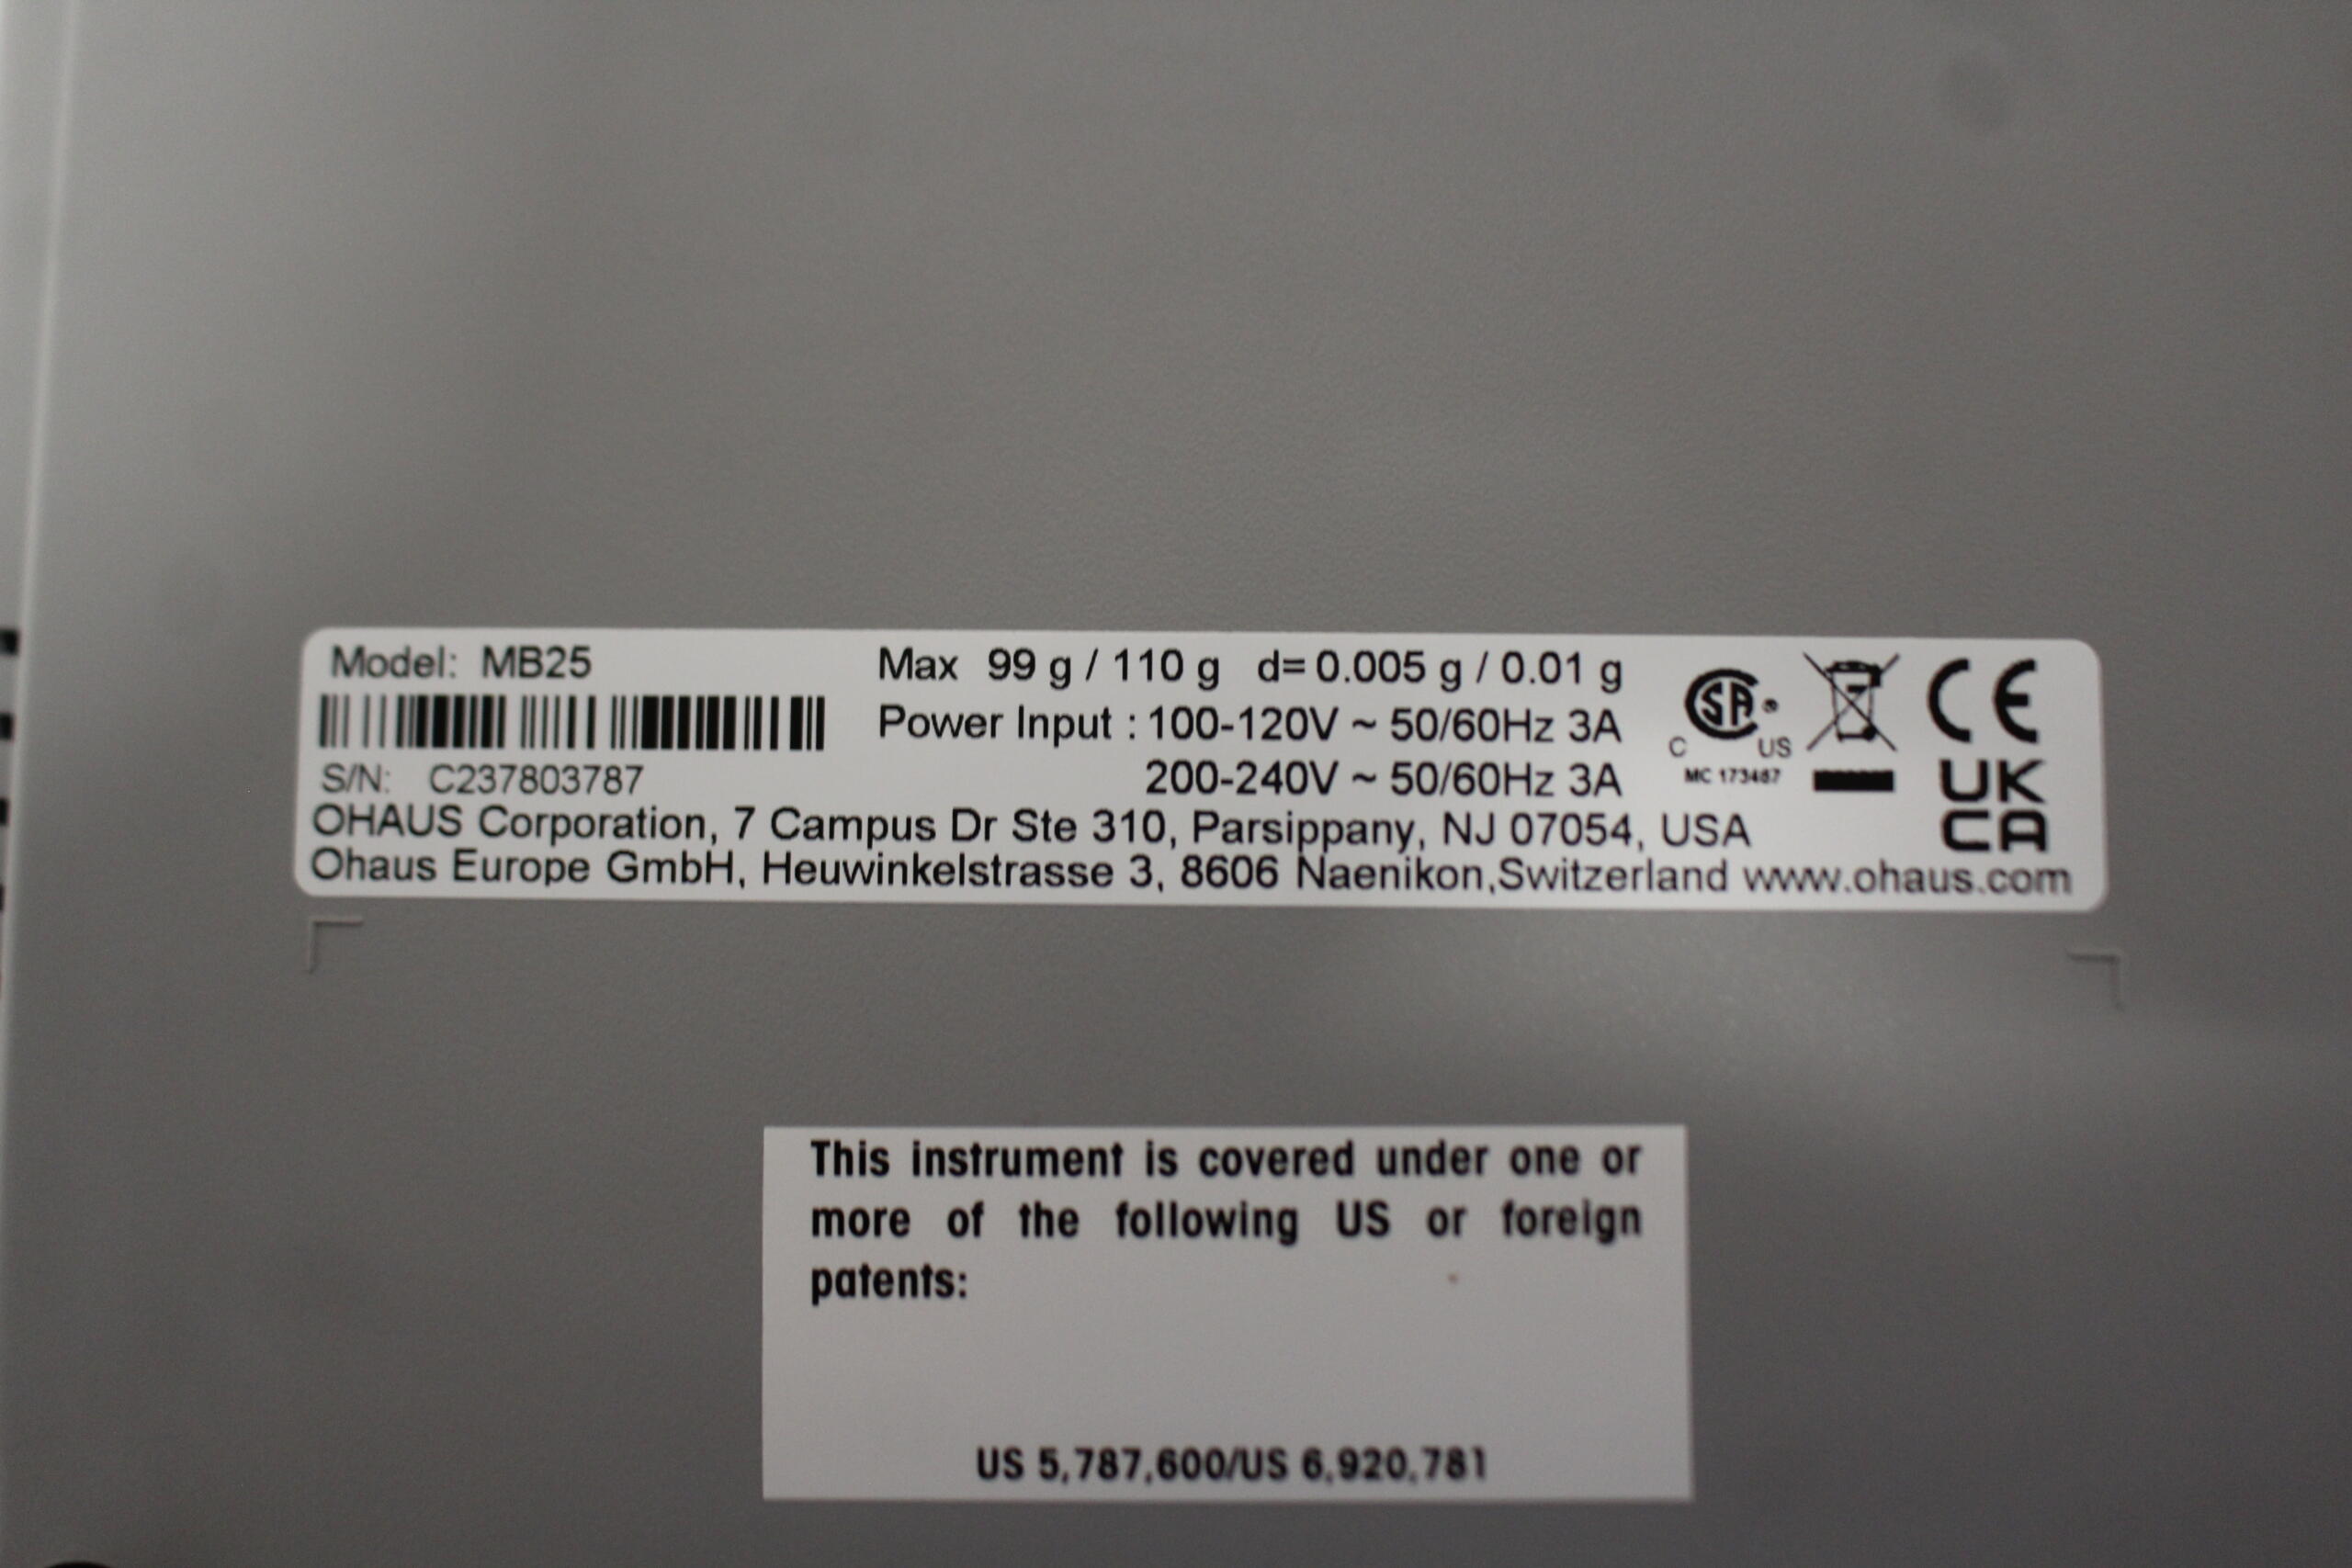 Model: MB25
Max 99 g / 110 g d= 0.005 g / 0.01 g
Power Input : 100-120V ~ 50/60Hz 3A
200-240V ~ 50/60Hz 3A
S/N: C237803787
SA
C US
MC 173467
CE
UK
CA
OHAUS Corporation, 7 Campus Dr Ste 310, Parsippany, NJ 07054, USA
Ohaus Europe GmbH, Heuwinkelstrasse 3, 8606 Naenikon,Switzerland www.ohaus.com
This instrument is covered under one or
more of the following US or foreign
patents:
US 5,787,600/US 6,920,781